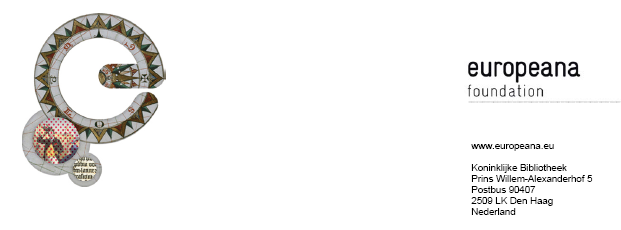 europeana
foundation
www.europeana.eu
Koninklijke Bibliotheek
Prins Willem-Alexanderhof 5
Postbus 90407
2509 LK Den Haag
Nederland